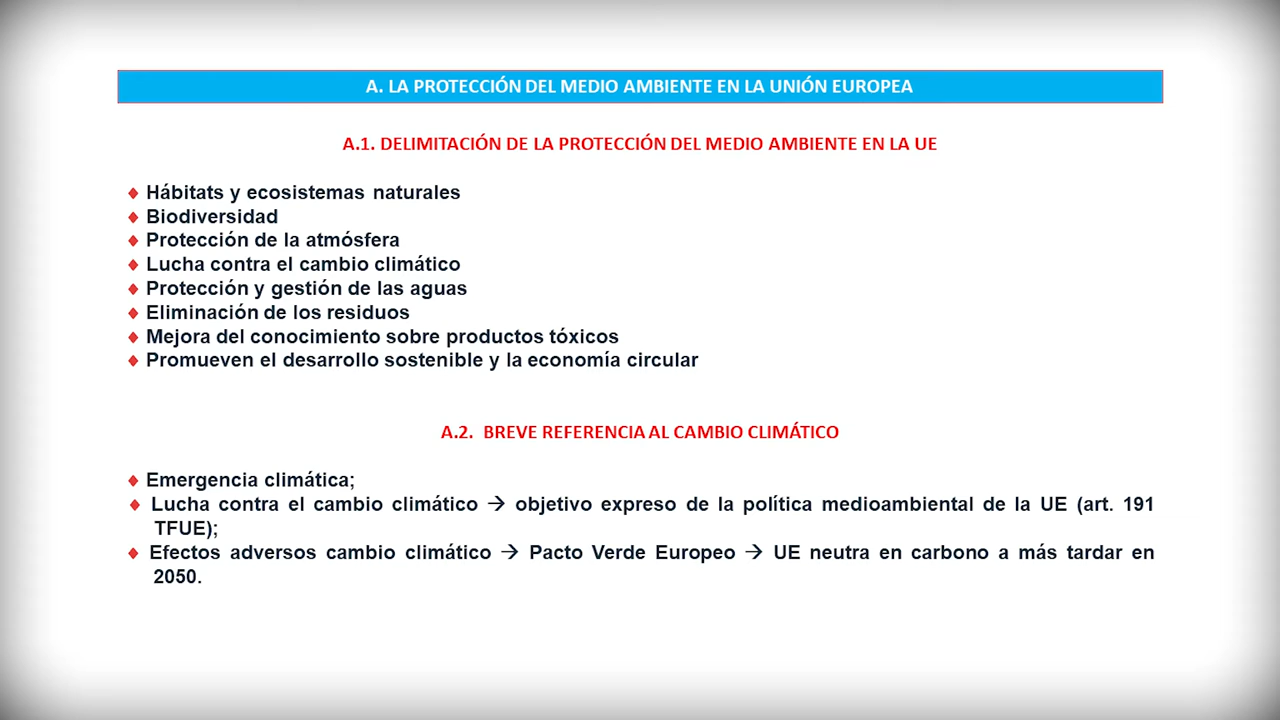 A. LA PROTECCIÓN DEL MEDIO AMBIENTE EN LA UNIÓN EUROPEA
A.1. DELIMITACIÓN DE LA PROTECCIÓN DEL MEDIO AMBIENTE EN LA UE
♦ Hábitats y ecosistemas naturales
♦ Biodiversidad
♦ Protección de la atmósfera
♦ Lucha contra el cambio climático
♦ Protección y gestión de las aguas
♦ Eliminación de los residuos
♦ Mejora del conocimiento sobre productos tóxicos
♦ Promueven el desarrollo sostenible y la economía circular
A.2. BREVE REFERENCIA AL CAMBIO CLIMÁTICO
♦ Emergencia climática;
♦ Lucha contra el cambio climático → objetivo expreso de la política medioambiental de la UE (art. 191
TFUE);
♦ Efectos adversos cambio climático → Pacto Verde Europeo → UE neutra en carbono a más tardar en
2050.